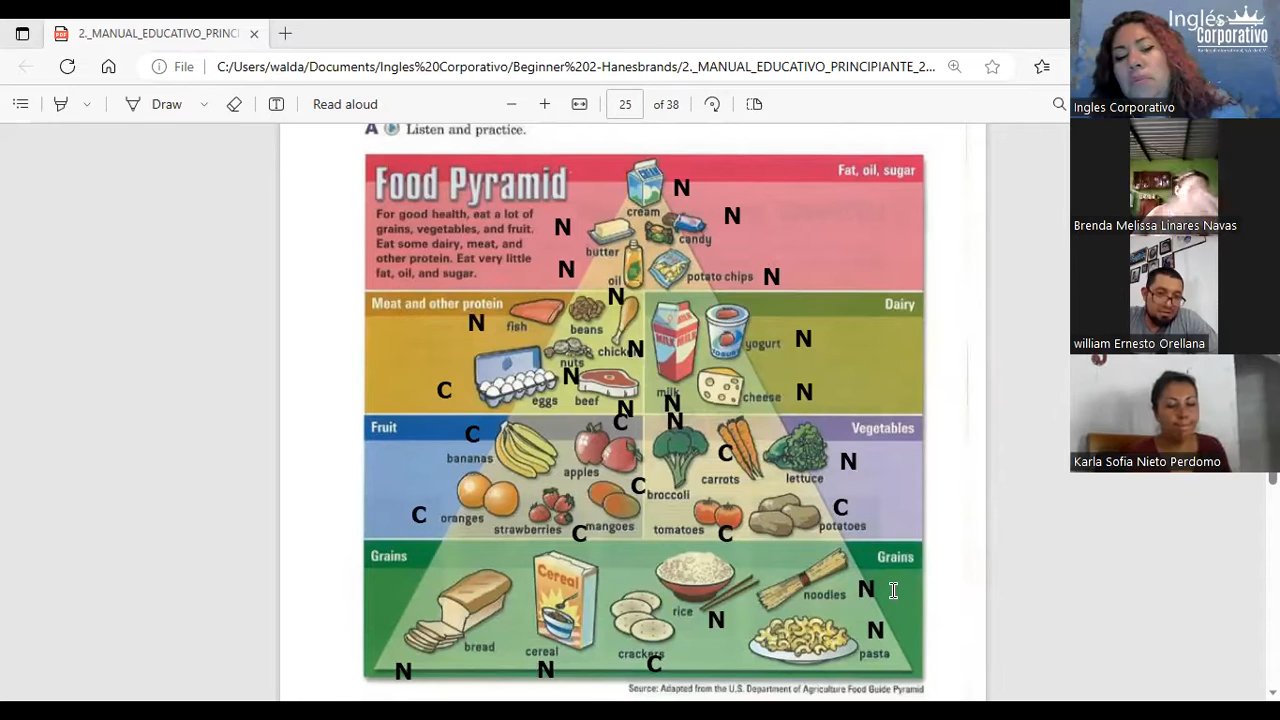 2._MANUAL_EDUCATIVO_PRINCI
File
C:/Users/walda/Documents/Ingles%20Corporativo/Beginner%202-Hanesbrands/2._MANUAL_EDUCATIVO_PRINCIPIANTE_2...
Draw
Read aloud
25
of 38
A Listen and practice.
Food Pyramid
For good health, eat a lot of
grains, vegetables, and fruit.
Eat some dairy, meat, and
other protein. Eat very little
fat, oil, and sugar.
Fat, oil, sugar
N
cream
N
N
candy
butter
N
oil
potato chips
N
Meat and other protein
N
Dairy
N
fish
beans
yogurt
N
nuts
N
N
C
eggs
beef
N
MILK
N
cheese
N
Fruit
C
C
N
Vegetables
bananas
apples
C
carrots
lettuce
N
C
oranges
strawberries
C
mangoes
C
broccoli
tomatoes
C
potatoes
C
Grains
Grains
Cereal
rice
N
noodles
N
bread
N
cereal
N
crackers
C
pasta
N
Source: Adapted from the U.S. Department of Agriculture Food Guide Pyramid
Inglés
Corporativo
Ingles Corporativo
Brenda Melissa Linares Navas
william Ernesto Orellana
Karla Sofia Nieto Perdomo